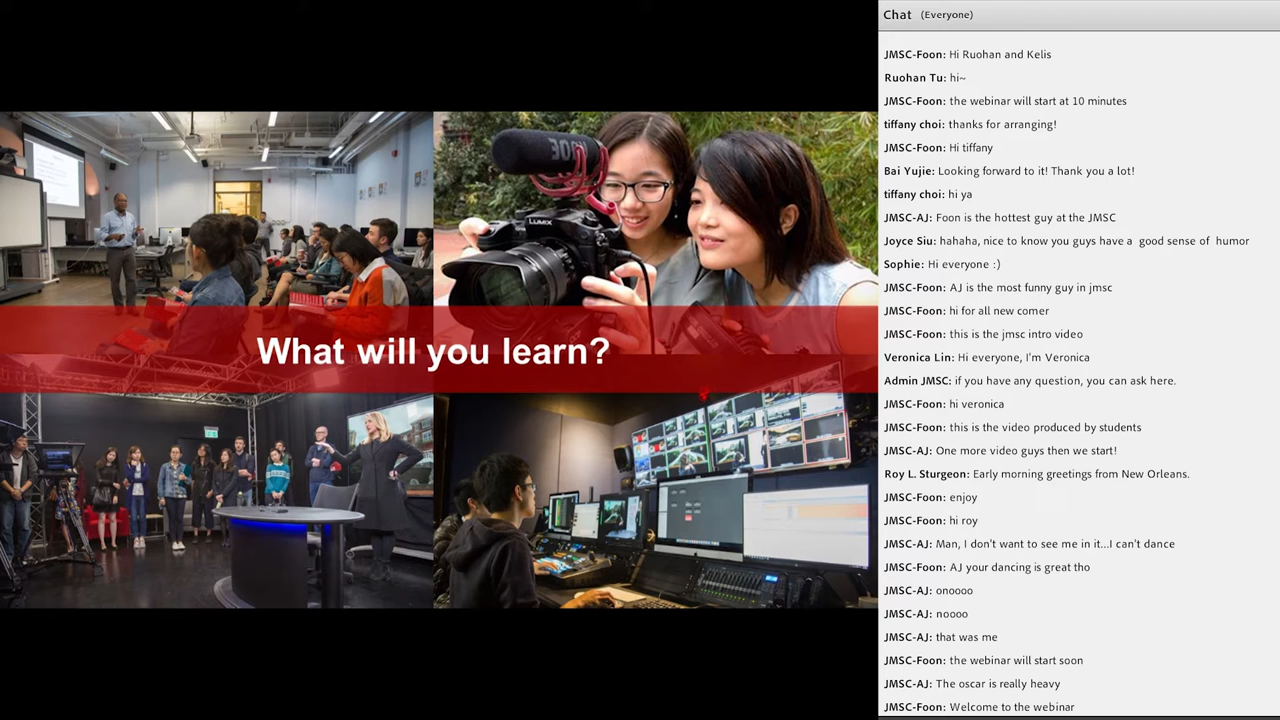 What will you learn?
RODE
LUMIX
Chat (Everyone)
JMSC-Foon: Hi Ruohan and Kelis
Ruohan Tu: hi~
JMSC-Foon: the webinar will start at 10 minutes
tiffany choi: thanks for arranging!
JMSC-Foon: Hi tiffany
Bai Yujie: Looking forward to it! Thank you a lot!
tiffany choi: hi ya
JMSC-AJ: Foon is the hottest guy at the JMSC
Joyce Siu: hahaha, nice to know you guys have a good sense of humor
Sophie: Hi everyone :)
JMSC-Foon: AJ is the most funny guy in jmsc
JMSC-Foon: hi for all new comer
JMSC-Foon: this is the jmsc intro video
Veronica Lin: Hi everyone, I'm Veronica
Admin JMSC: if you have any question, you can ask here.
JMSC-Foon: hi veronica
JMSC-Foon: this is the video produced by students
JMSC-AJ: One more video guys then we start!
Roy L. Sturgeon: Early morning greetings from New Orleans.
JMSC-Foon: enjoy
JMSC-Foon: hi roy
JMSC-AJ: Man, I don't want to see me in it...I can't dance
JMSC-Foon: AJ your dancing is great tho
JMSC-AJ: onoooo
JMSC-AJ: noooo
JMSC-AJ: that was me
JMSC-Foon: the webinar will start soon
JMSC-AJ: The oscar is really heavy
JMSC-Foon: Welcome to the webinar